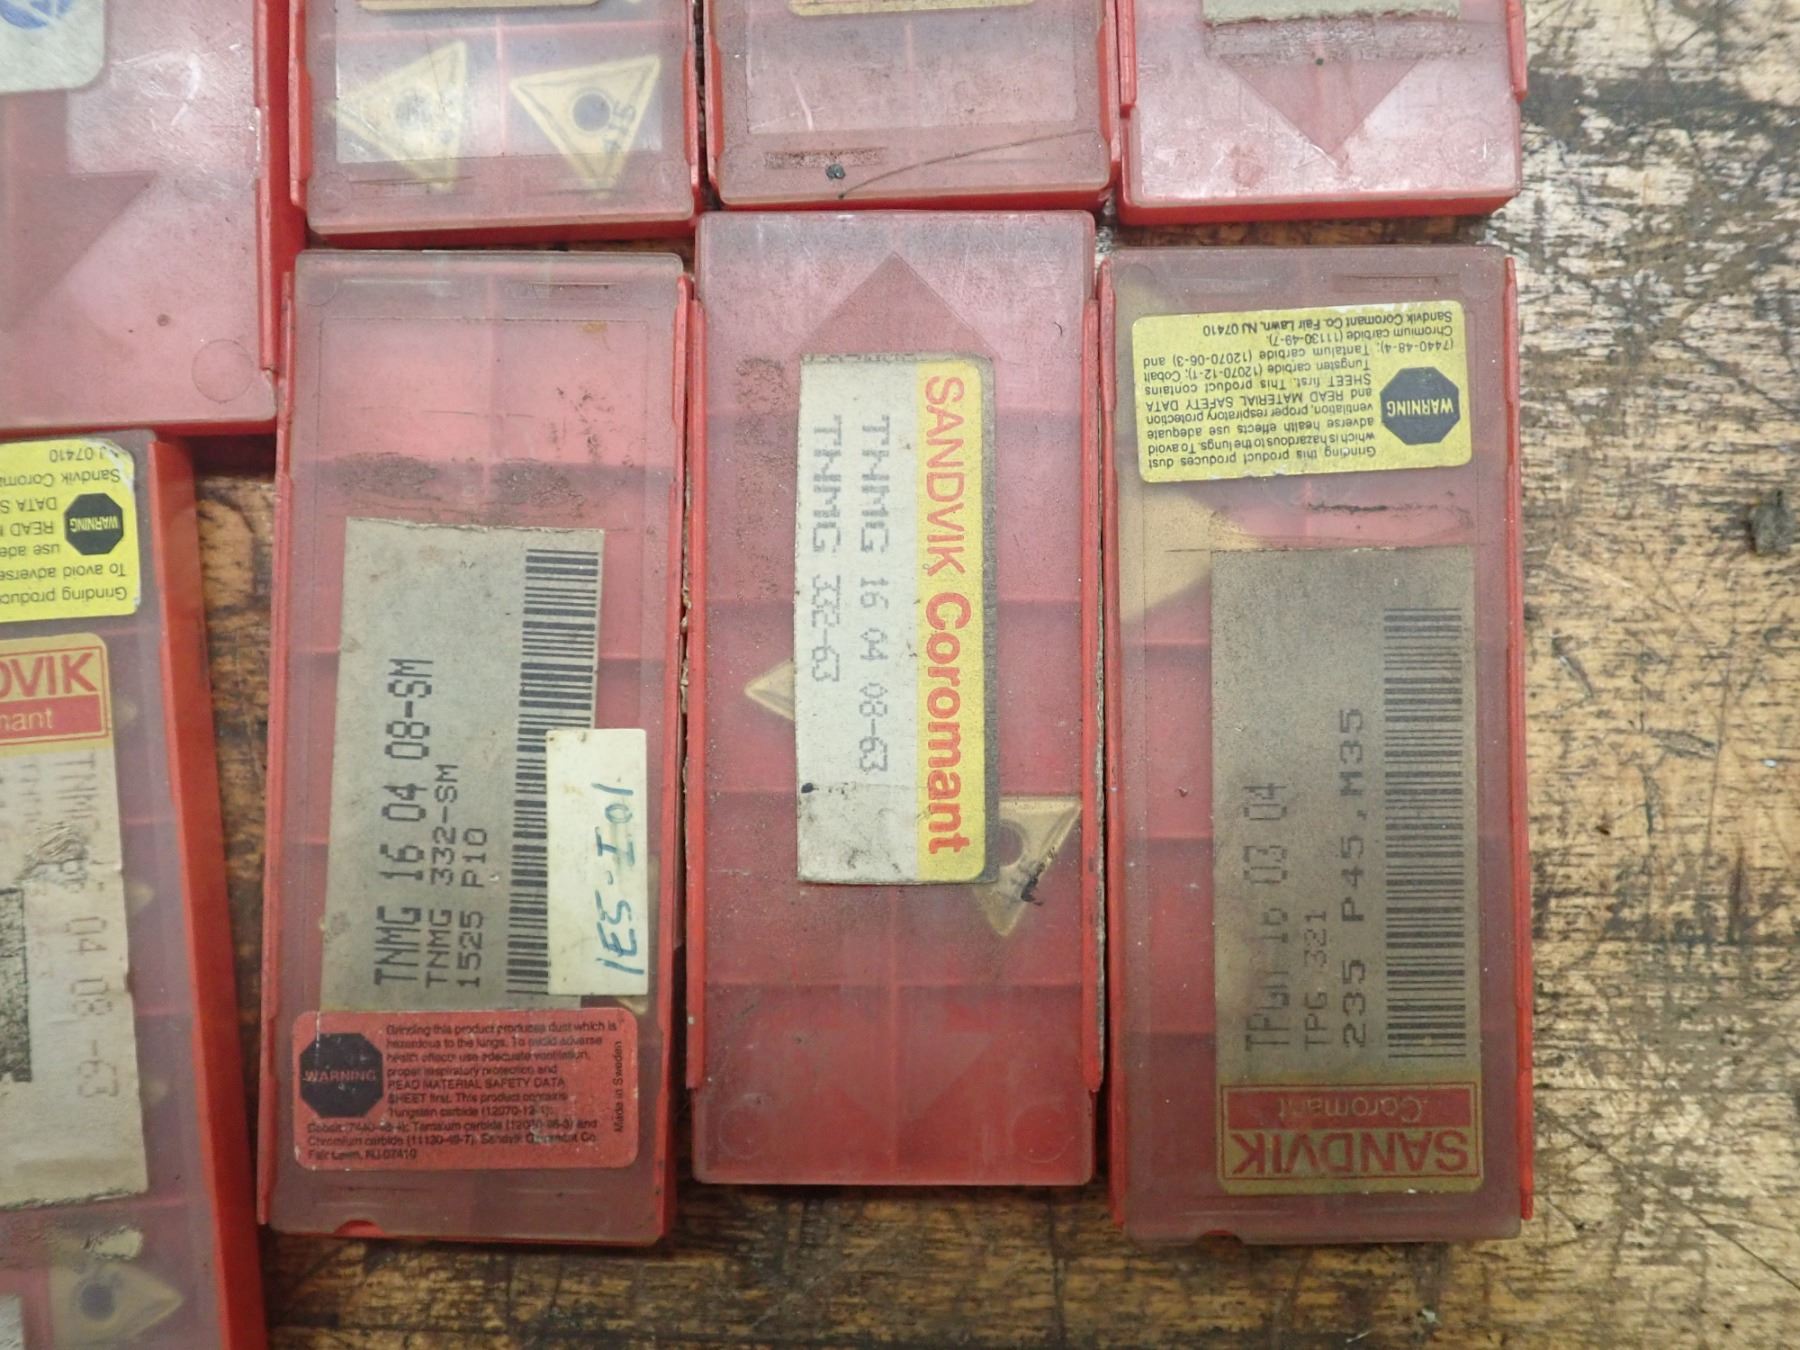 415
NJ 07410
Sandvik Coroma
DATA S
WARNING
READ
use ade
To avoid adverse
Grinding produc
DVIK
mant
04 08 -63
TNMG 16 04 08-SM
TNMG 332-SM
1525 P10
IE5-I01
WARNING
Grinding this product produces dust which is
hazardous to the lungs. To avoid adverse
health effects use adequate ventilation,
proper respiratory protection and
READ MATERIAL SAFETY DATA
SHEET first. This product contains
Tungsten carbide (12070-12-1);
Cobalt (7440-48-4); Tantalum carbide (12070-06-3) and
Chromium carbide (11130-49-7). Sandvik Coromant Co.
Fair Lawn, NJ 07410
Made in Sweden
SANDVIK Coromant
TNMG 16 04 08-63
TNMG 332-63
WARNING
Grinding this product produces dust
which is hazardous to the lungs. To avoid
adverse health effects use adequate
ventilation, proper respiratory protection
and READ MATERIAL SAFETY DATA
SHEET first. This product contains
Tungsten carbide (12070-12-1); Cobalt
(7440-48-4); Tantalum carbide (12070-06-3) and
Chromium carbide (11130-49-7).
Sandvik Coromant Co. Fair Lawn, NJ 07410
16 03 04
TPG 321
235 P45, M35
SANDVIK
Coromant